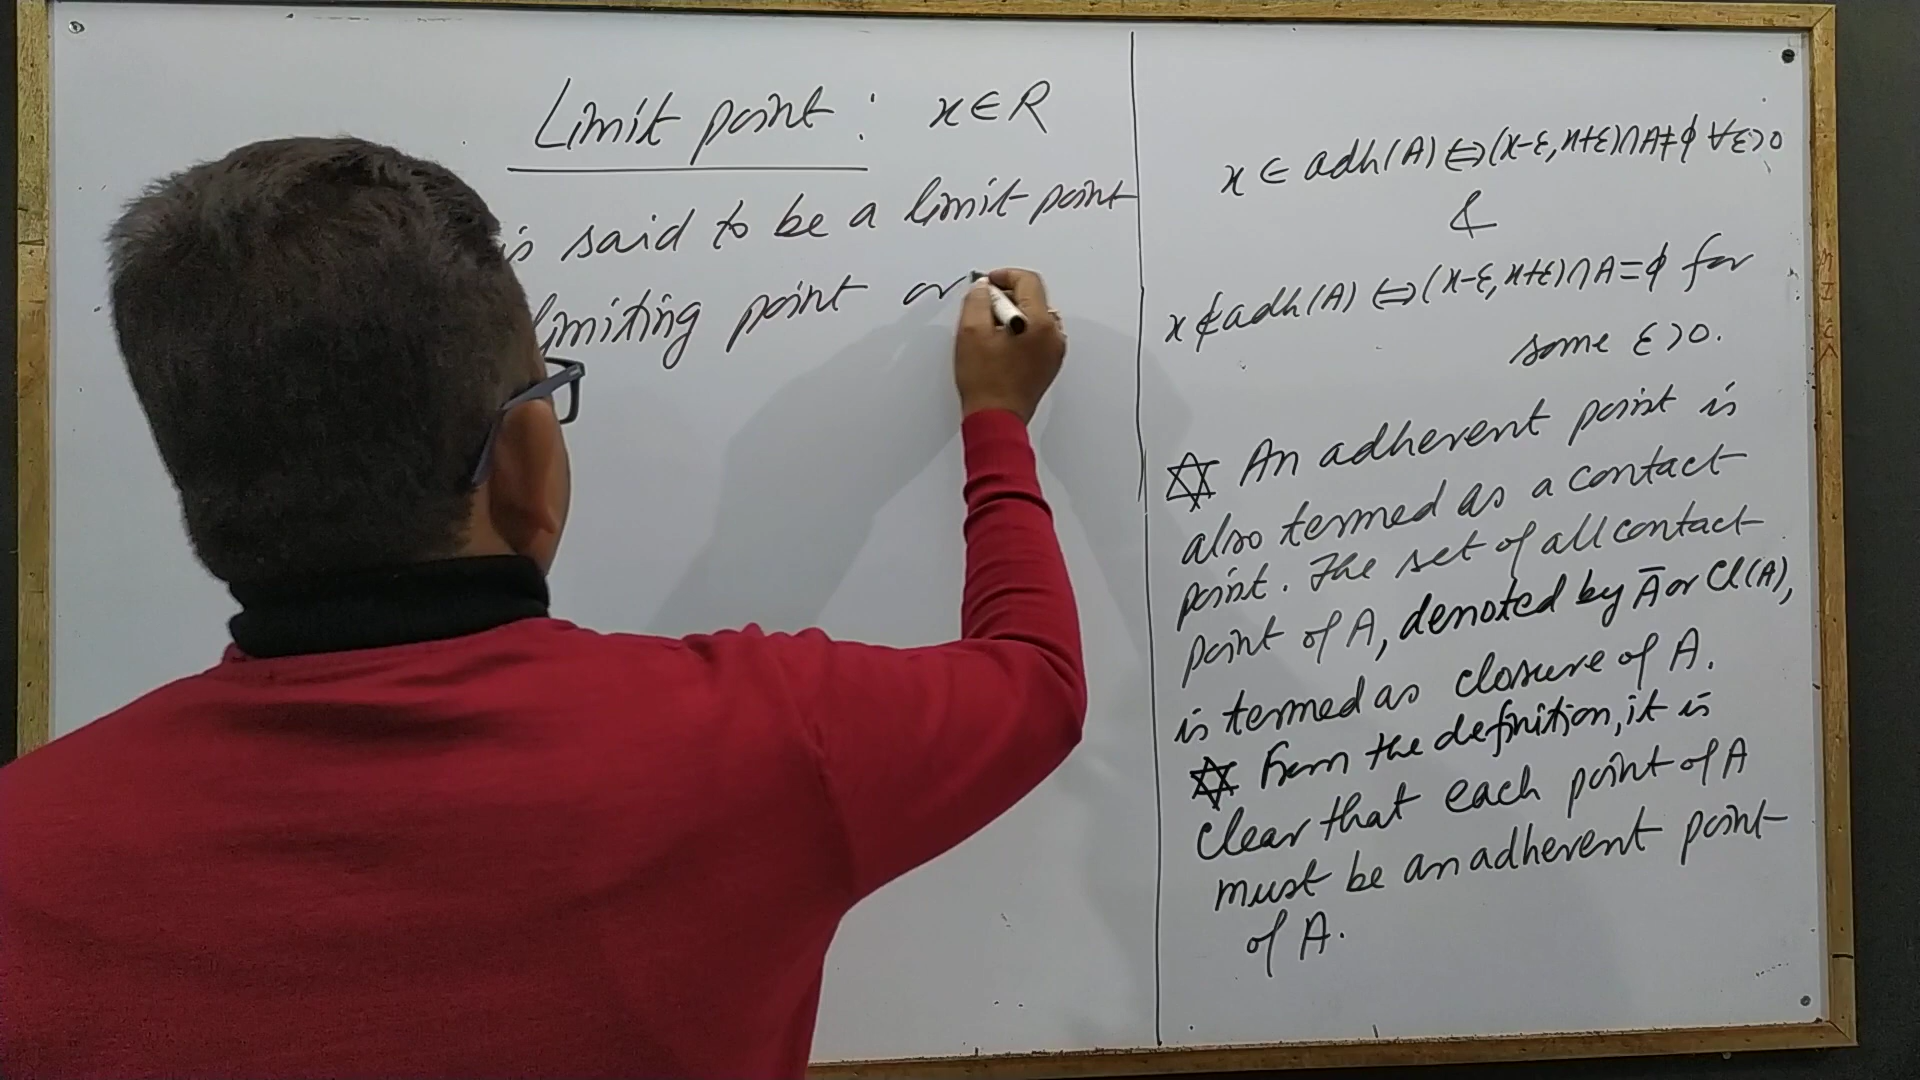 Limit point : x∈R
is said to be a limit point
limiting point or
x ∈ adh(A) ⇔ (x-ε, x+ε)∩A≠ϕ ∀ε>0
&
x∉adh(A) ⇔ (x-ε, x+ε)∩A=ϕ for
some ε>0.
✡ An adherent point is
also termed as a contact
point. The set of all contact
point of A, denoted by Ā or Cl(A),
is termed as closure of A.
✡ From the definition, it is
clear that each point of A
must be an adherent point
of A.